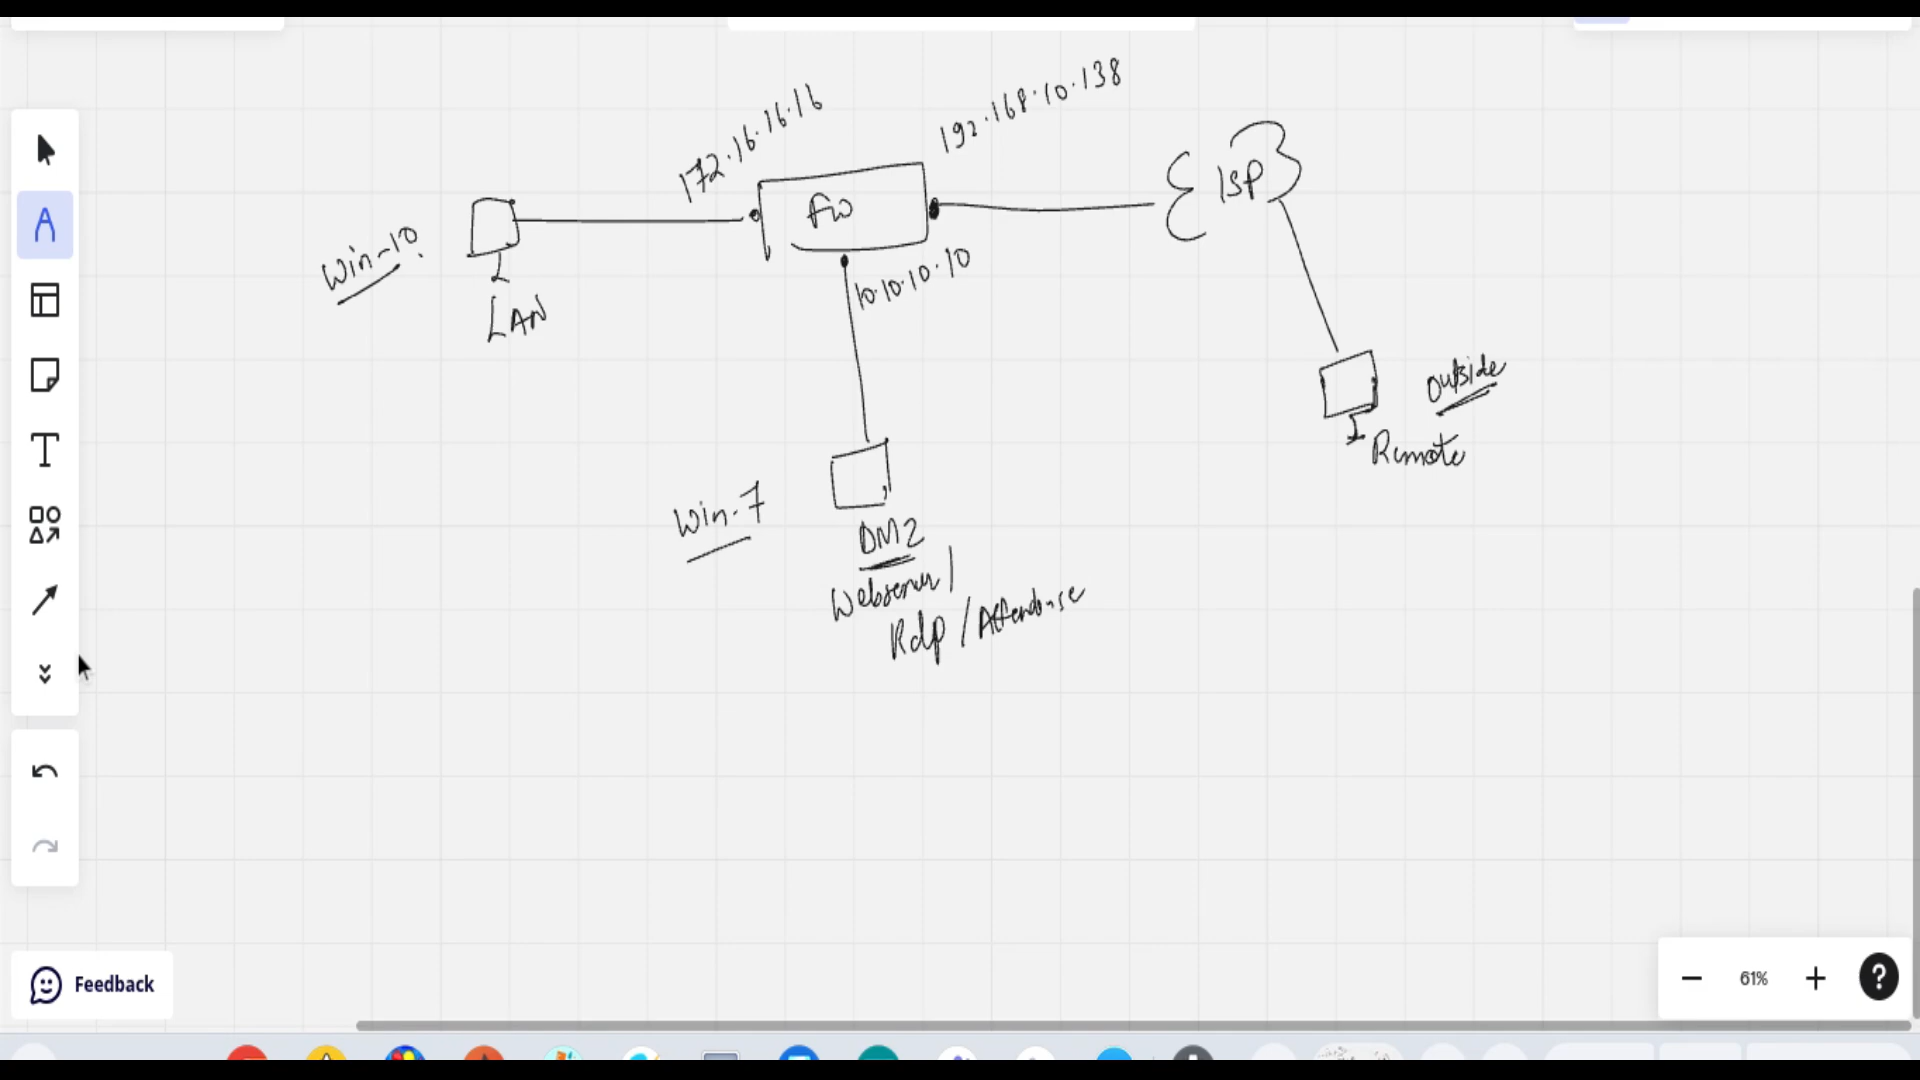 172.16.16.16
192.168.10.138
ISP
FW
Win-10
10.10.10.10
LAN
Outside
Remote
Win-7
DMZ
Webserver/
Rdp/
Feedback
61%
?